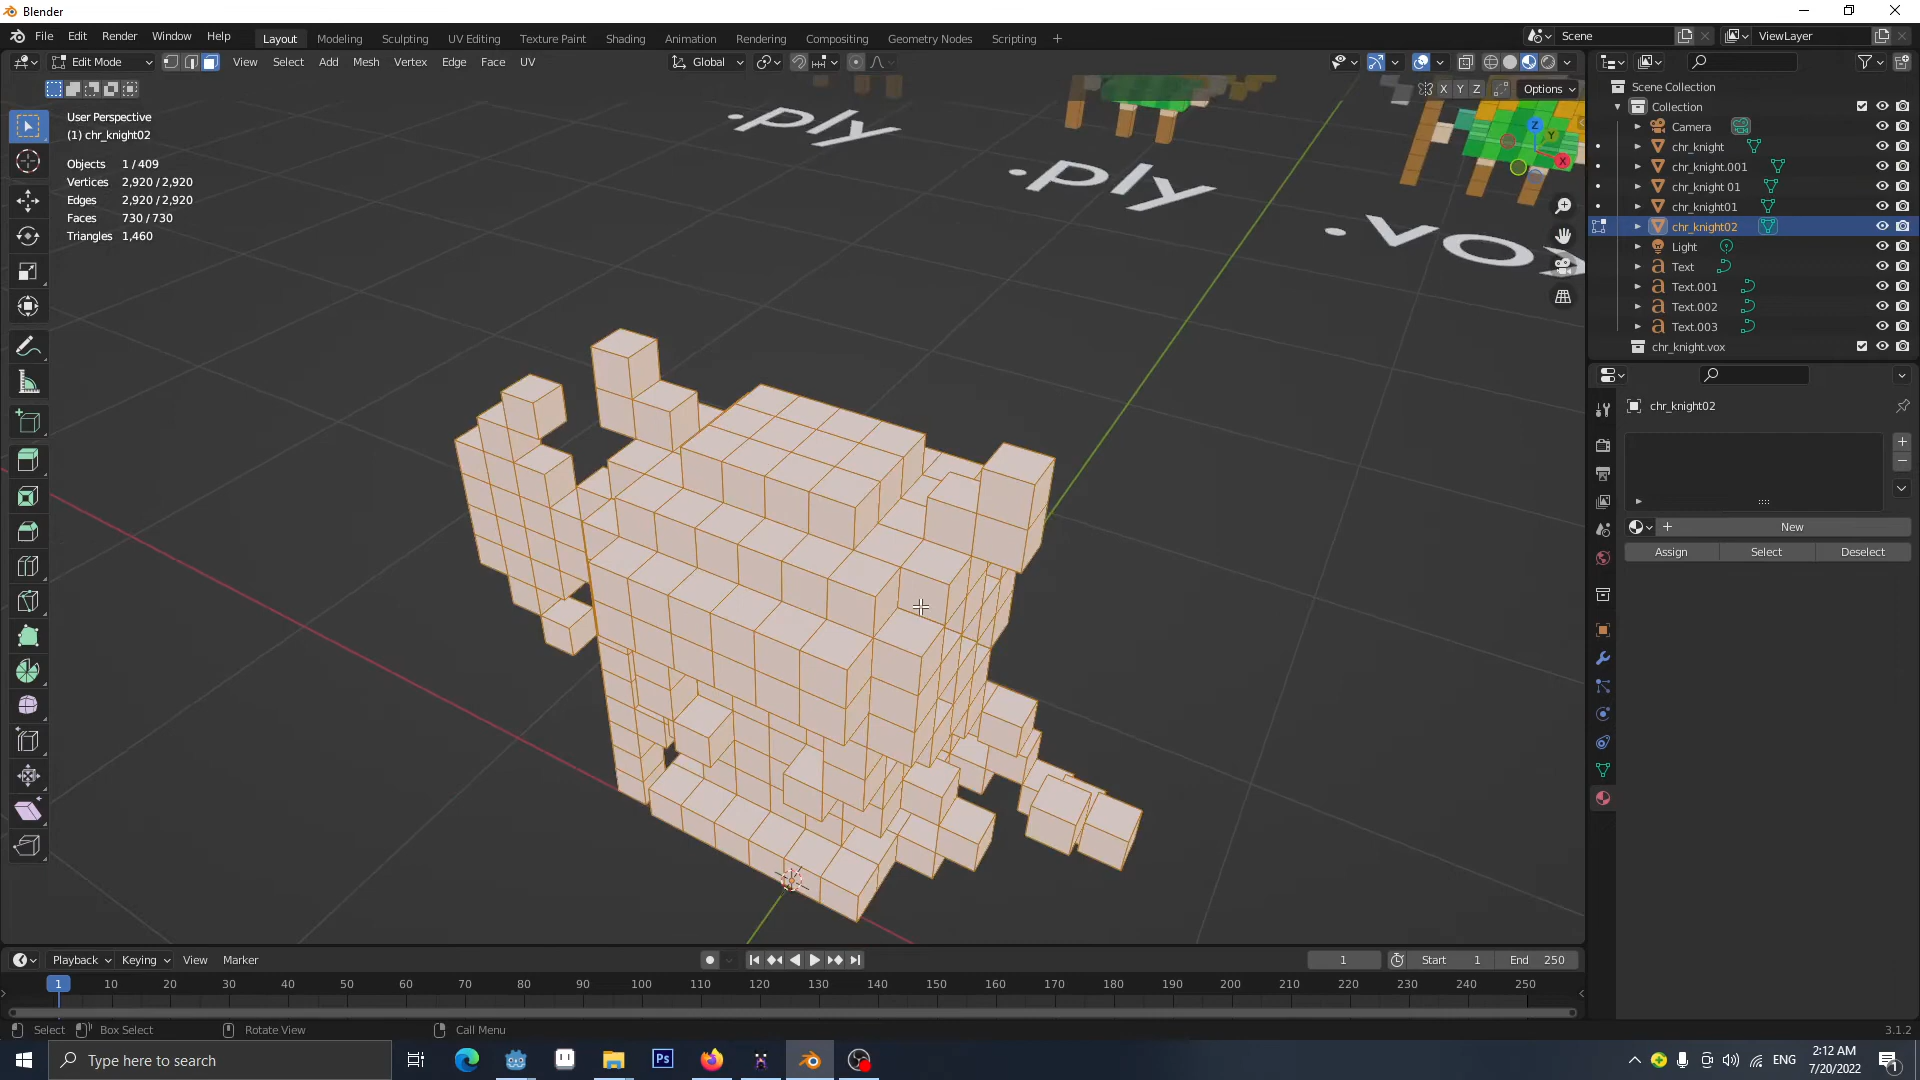 Blender
File Edit Render Window Help
Layout Modeling Sculpting UV Editing Texture Paint Shading Animation Rendering Compositing Geometry Nodes Scripting +
Scene
ViewLayer
Edit Mode View Select Add Mesh Vertex Edge Face UV
Global
X Y Z Options
User Perspective
(1) chr_knight02
Objects 1 / 409
Vertices 2,920 / 2,920
Edges 2,920 / 2,920
Faces 730 / 730
Triangles 1,460
.ply
.ply
.vox
Z
Y
X
Scene Collection
Collection
Camera
chr_knight
chr_knight.001
chr_knight 01
chr_knight01
chr_knight02
Light
Text
Text.001
Text.002
Text.003
chr_knight.vox
chr_knight02
New
Assign Select Deselect
Playback Keying View Marker
1 Start 1 End 250
1 10 20 30 40 50 60 70 80 90 100 110 120 130 140 150 160 170 180 190 200 210 220 230 240 250
Select Box Select Rotate View Call Menu 3.1.2
Type here to search
Ps
ENG
2:12 AM
7/20/2022
1